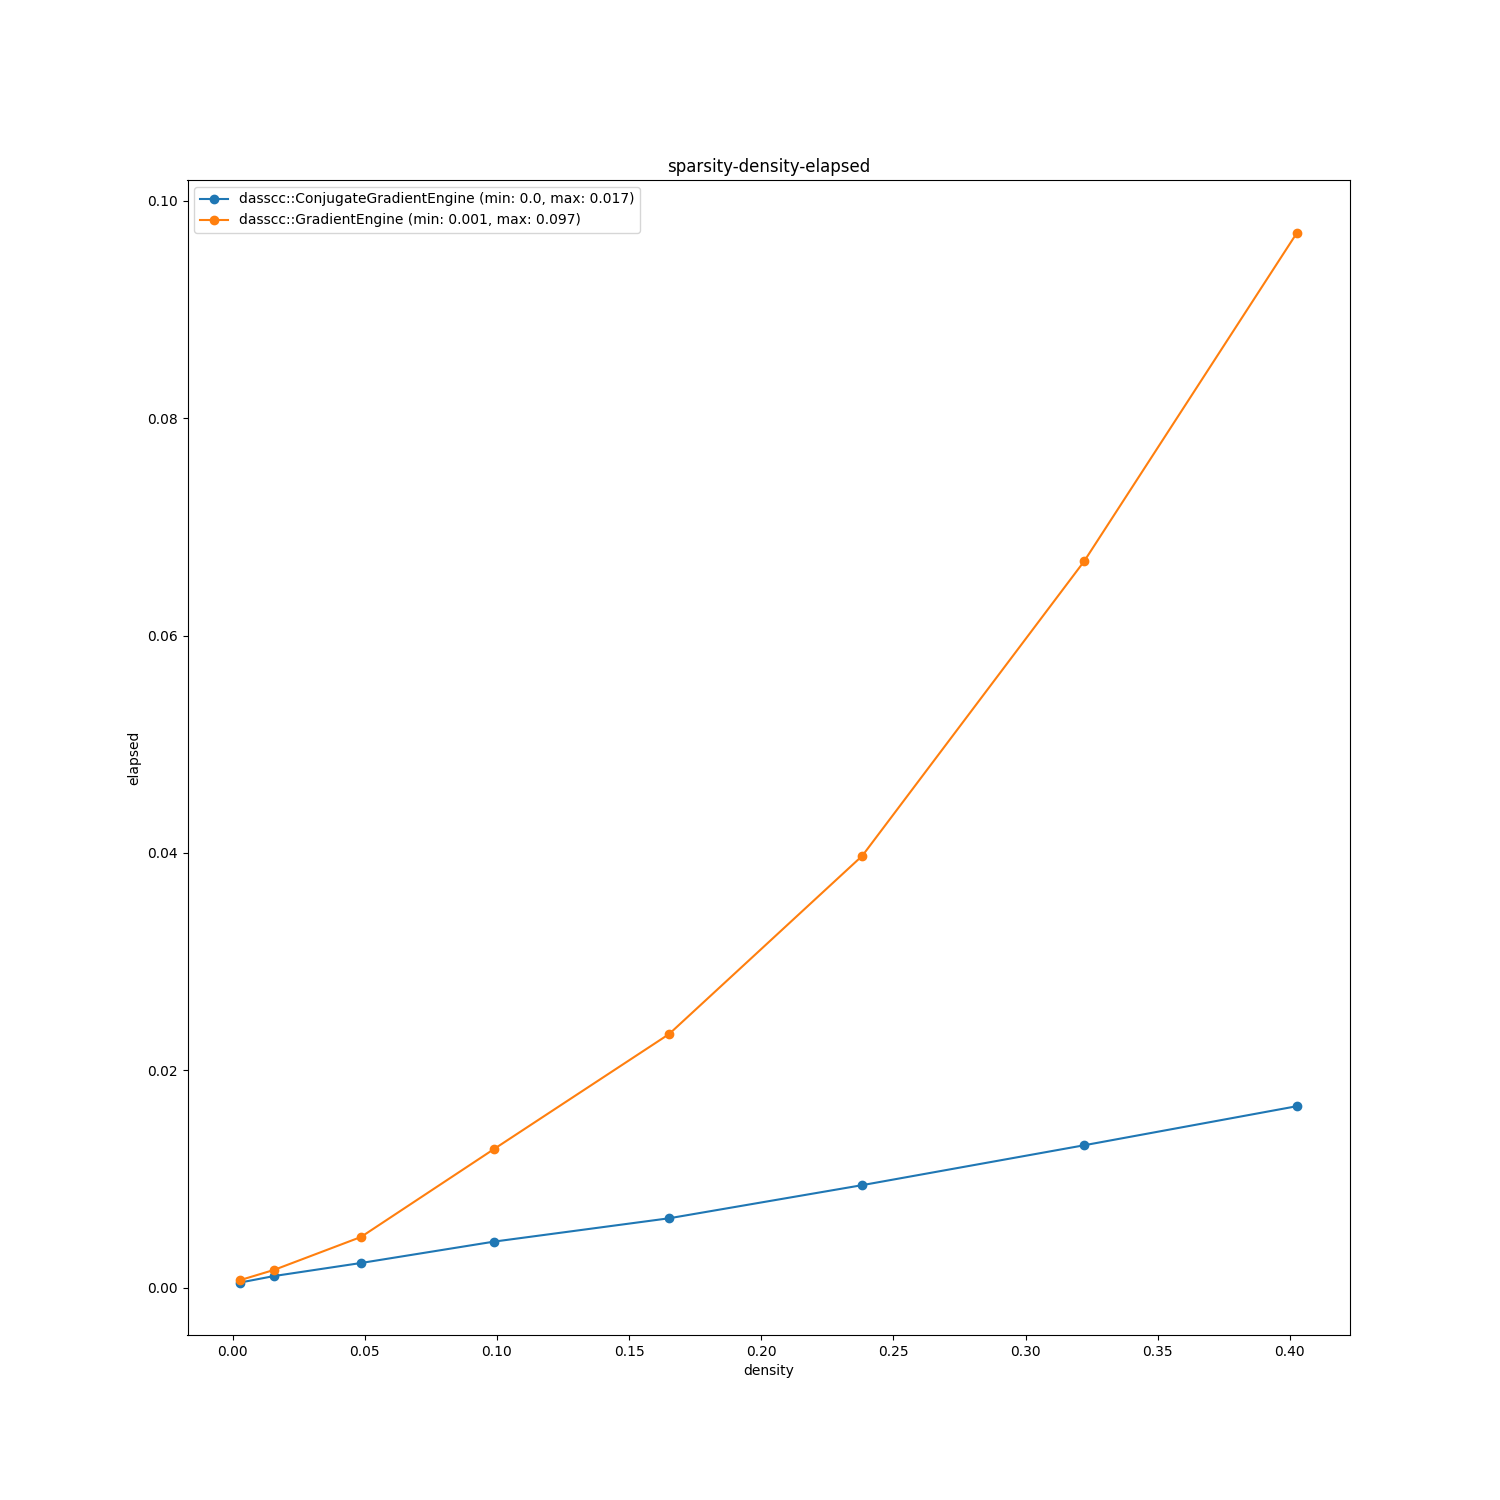 sparsity-density-elapsed
dasscc::ConjugateGradientEngine (min: 0.0, max: 0.017)
dasscc::GradientEngine (min: 0.001, max: 0.097)
0.10
0.08
0.06
0.04
0.02
0.00
elapsed
0.00 0.05 0.10 0.15 0.20 0.25 0.30 0.35 0.40
density